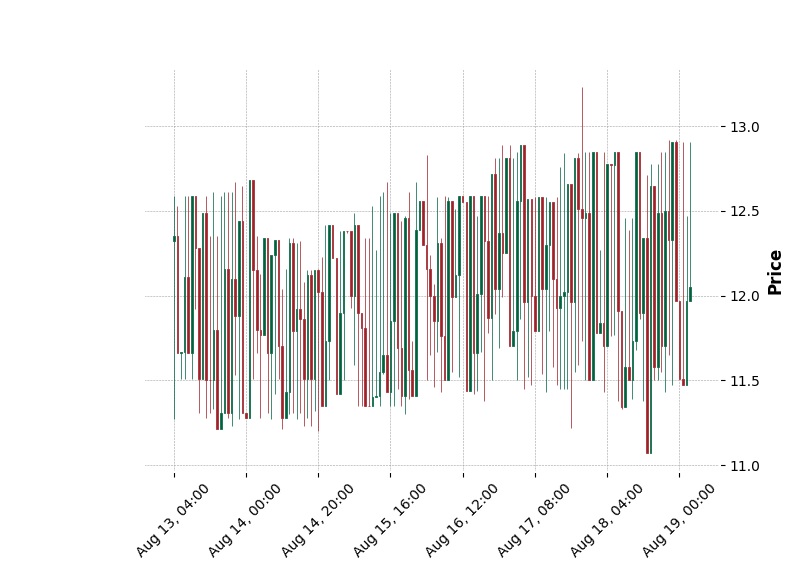 13.0
12.5
12.0
11.5
11.0
Price
Aug 13, 04:00
Aug 14, 00:00
Aug 14, 20:00
Aug 15, 16:00
Aug 16, 12:00
Aug 17, 08:00
Aug 18, 04:00
Aug 19, 00:00